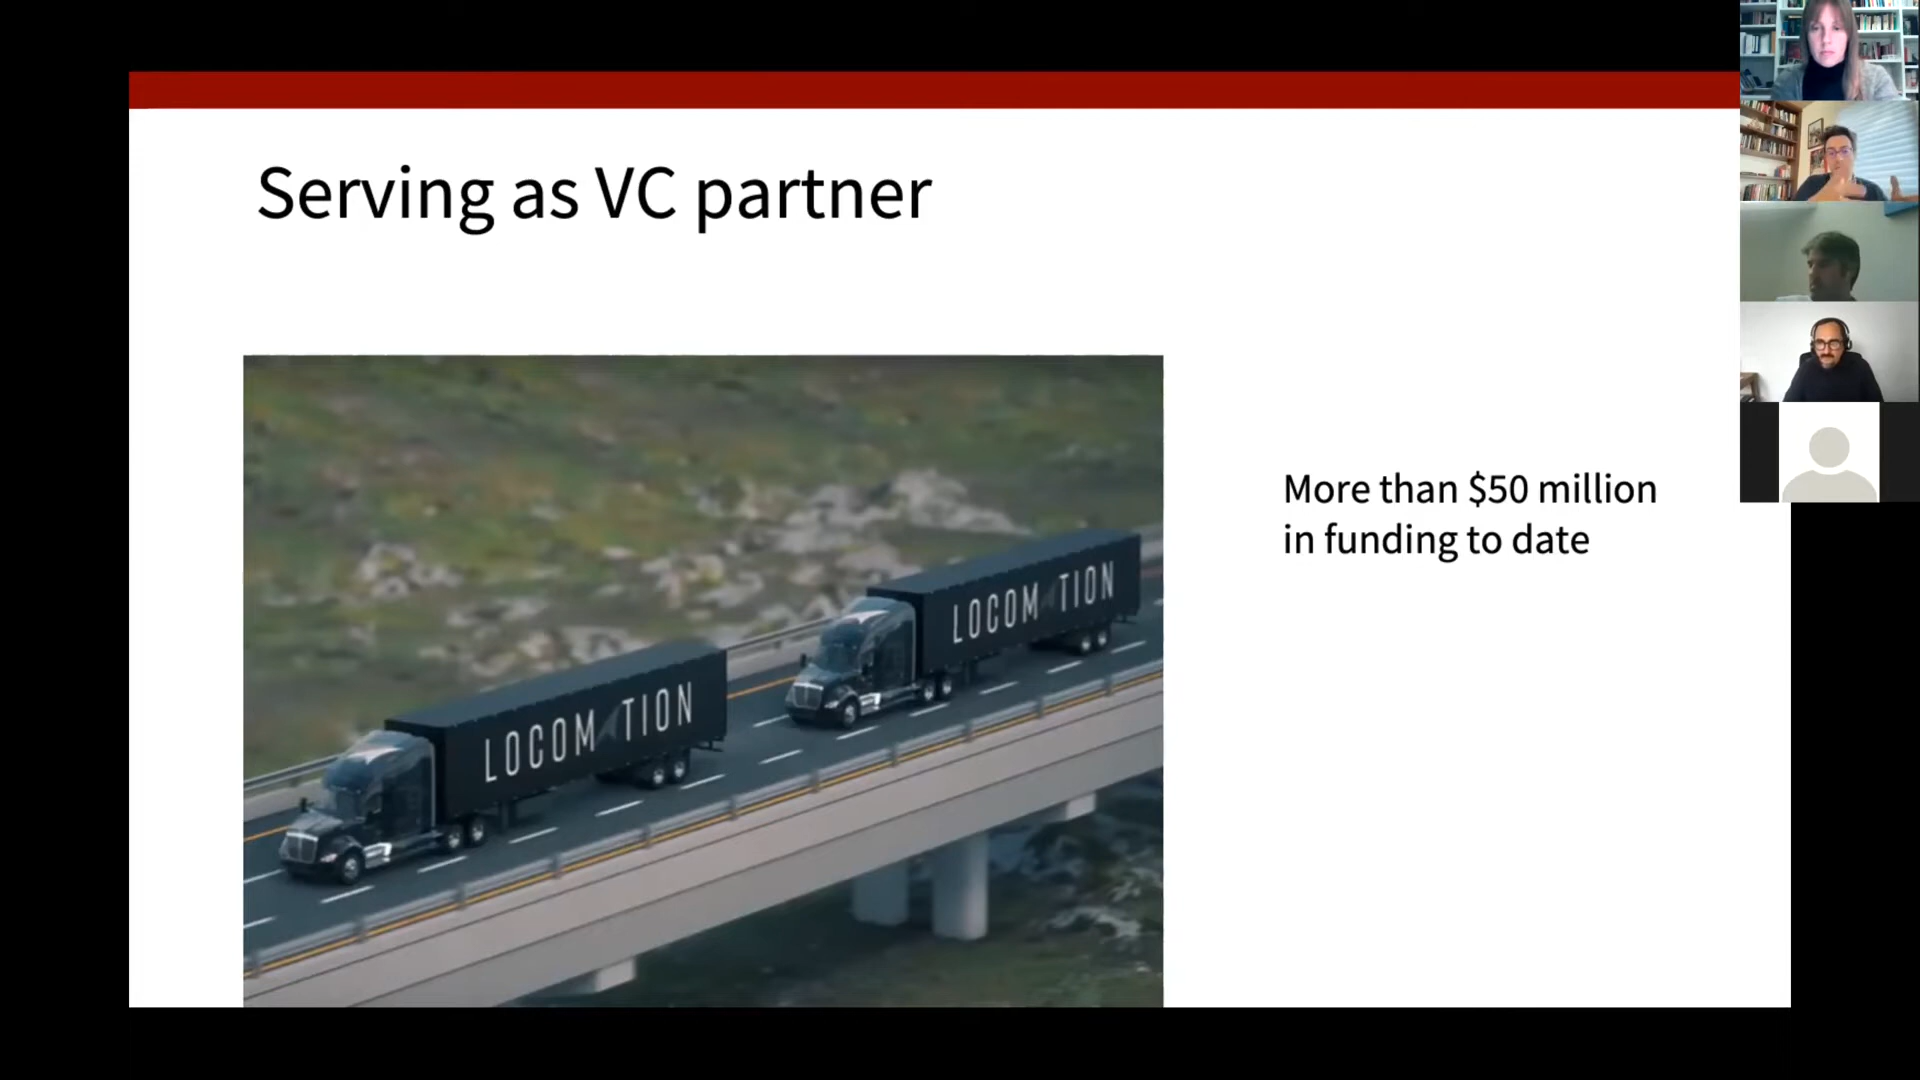 Serving as VC partner
More than $50 million
in funding to date
LOCOM TION
LOCOM TION